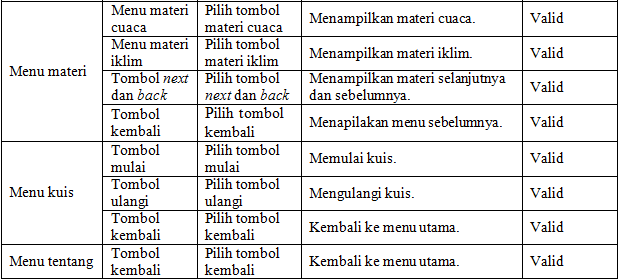 Menu materi
Menu materi cuaca
Pilih tombol materi cuaca
Menampilkan materi cuaca.
Valid
Menu materi iklim
Pilih tombol materi iklim
Menampilkan materi iklim.
Valid
Tombol next dan back
Pilih tombol next dan back
Menampilkan materi selanjutnya dan sebelumnya.
Valid
Tombol kembali
Pilih tombol kembali
Menapilakan menu sebelumnya.
Valid
Menu kuis
Tombol mulai
Pilih tombol mulai
Memulai kuis.
Valid
Tombol ulangi
Pilih tombol ulangi
Mengulangi kuis.
Valid
Tombol kembali
Pilih tombol kembali
Kembali ke menu utama.
Valid
Menu tentang
Tombol kembali
Pilih tombol kembali
Kembali ke menu utama.
Valid